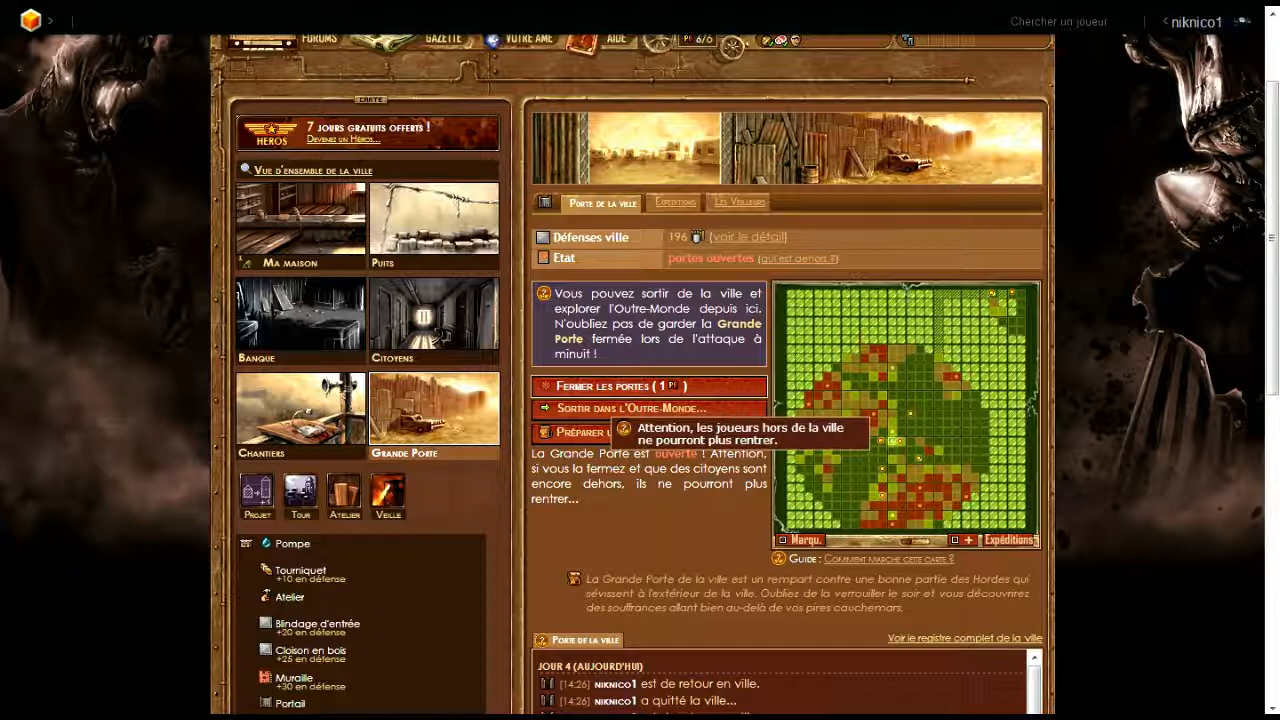 Chercher un joueur
niknico1
FORUMS
GAZETTE
VOTRE AME
AIDE
6/6
CARTE
HEROS
7 JOURS GRATUITS OFFERTS !
DEVENEZ UN HÉROS...
VUE D'ENSEMBLE DE LA VILLE
MA MAISON
PUITS
BANQUE
CITOYENS
CHANTIERS
GRANDE PORTE
PROJET
TOUR
ATELIER
VEILLE
Pompe
Tourniquet
+10 en défense
Atelier
Blindage d'entrée
+20 en défense
Cloison en bois
+25 en défense
Muraille
+30 en défense
Portail
PORTE DE LA VILLE
EXPÉDITIONS
LES VEILLEURS
Défenses ville
196 (voir le détail)
Etat
portes ouvertes (qui est dehors ?)
Vous pouvez sortir de la ville et
explorer l'Outre-Monde depuis ici.
N'oubliez pas de garder la Grande
Porte fermée lors de l'attaque à
minuit !
FERMER LES PORTES ( 1 )
SORTIR DANS L'OUTRE-MONDE...
PRÉPARER
Attention, les joueurs hors de la ville
ne pourront plus rentrer.
La Grande Porte est ouverte ! Attention,
si vous la fermez et que des citoyens sont
encore dehors, ils ne pourront plus
rentrer...
Marqu.
+
Expéditions
GUIDE : COMMENT MARCHE CETTE CARTE ?
La Grande Porte de la ville est un rempart contre une bonne partie des Hordes qui
sévissent à l'extérieur de la ville. Oubliez de la verrouiller le soir et vous découvrirez
des souffrances allant bien au-delà de vos pires cauchemars.
PORTE DE LA VILLE
Voir le registre complet de la ville
JOUR 4 (AUJOURD'HUI)
[14:26] NIKNICO1 est de retour en ville.
[14:26] NIKNICO1 a quitté la ville...